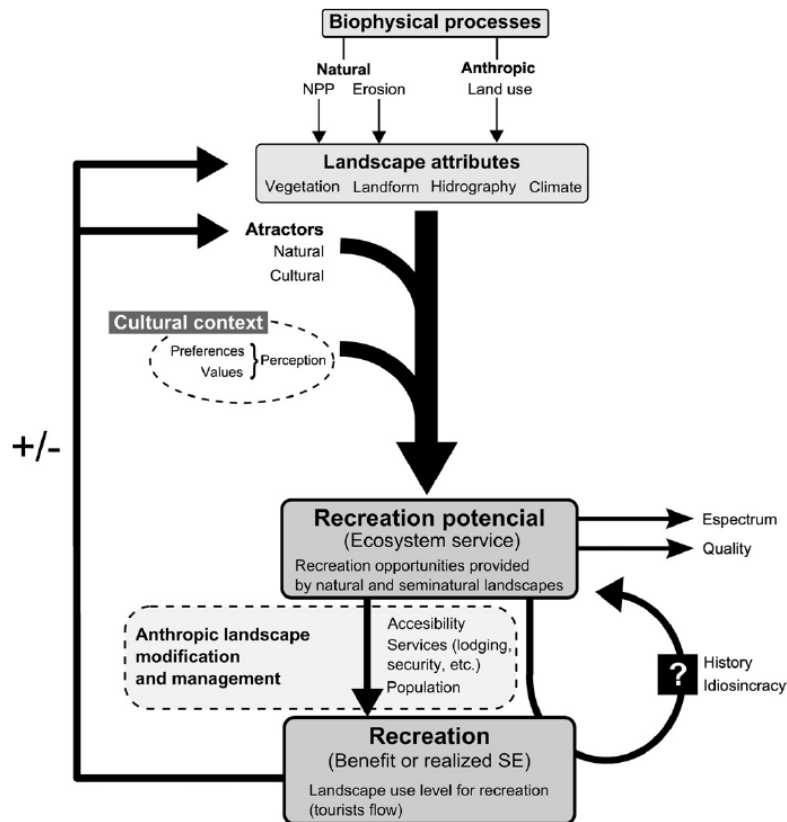 Biophysical processes
Natural
Anthropic
NPP Erosion
Land use
Landscape attributes
Vegetation Landform Hidrography Climate
Atractors
Natural
Cultural
Cultural context
Preferences
Values
} Perception
+/-
Recreation potencial
(Ecosystem service)
Recreation opportunities provided
by natural and seminatural landscapes
Espectrum
Quality
Anthropic landscape
modification
and management
Accesibility
Services (lodging,
security, etc.)
Population
?
History
Idiosincracy
Recreation
(Benefit or realized SE)
Landscape use level for recreation
(tourists flow)